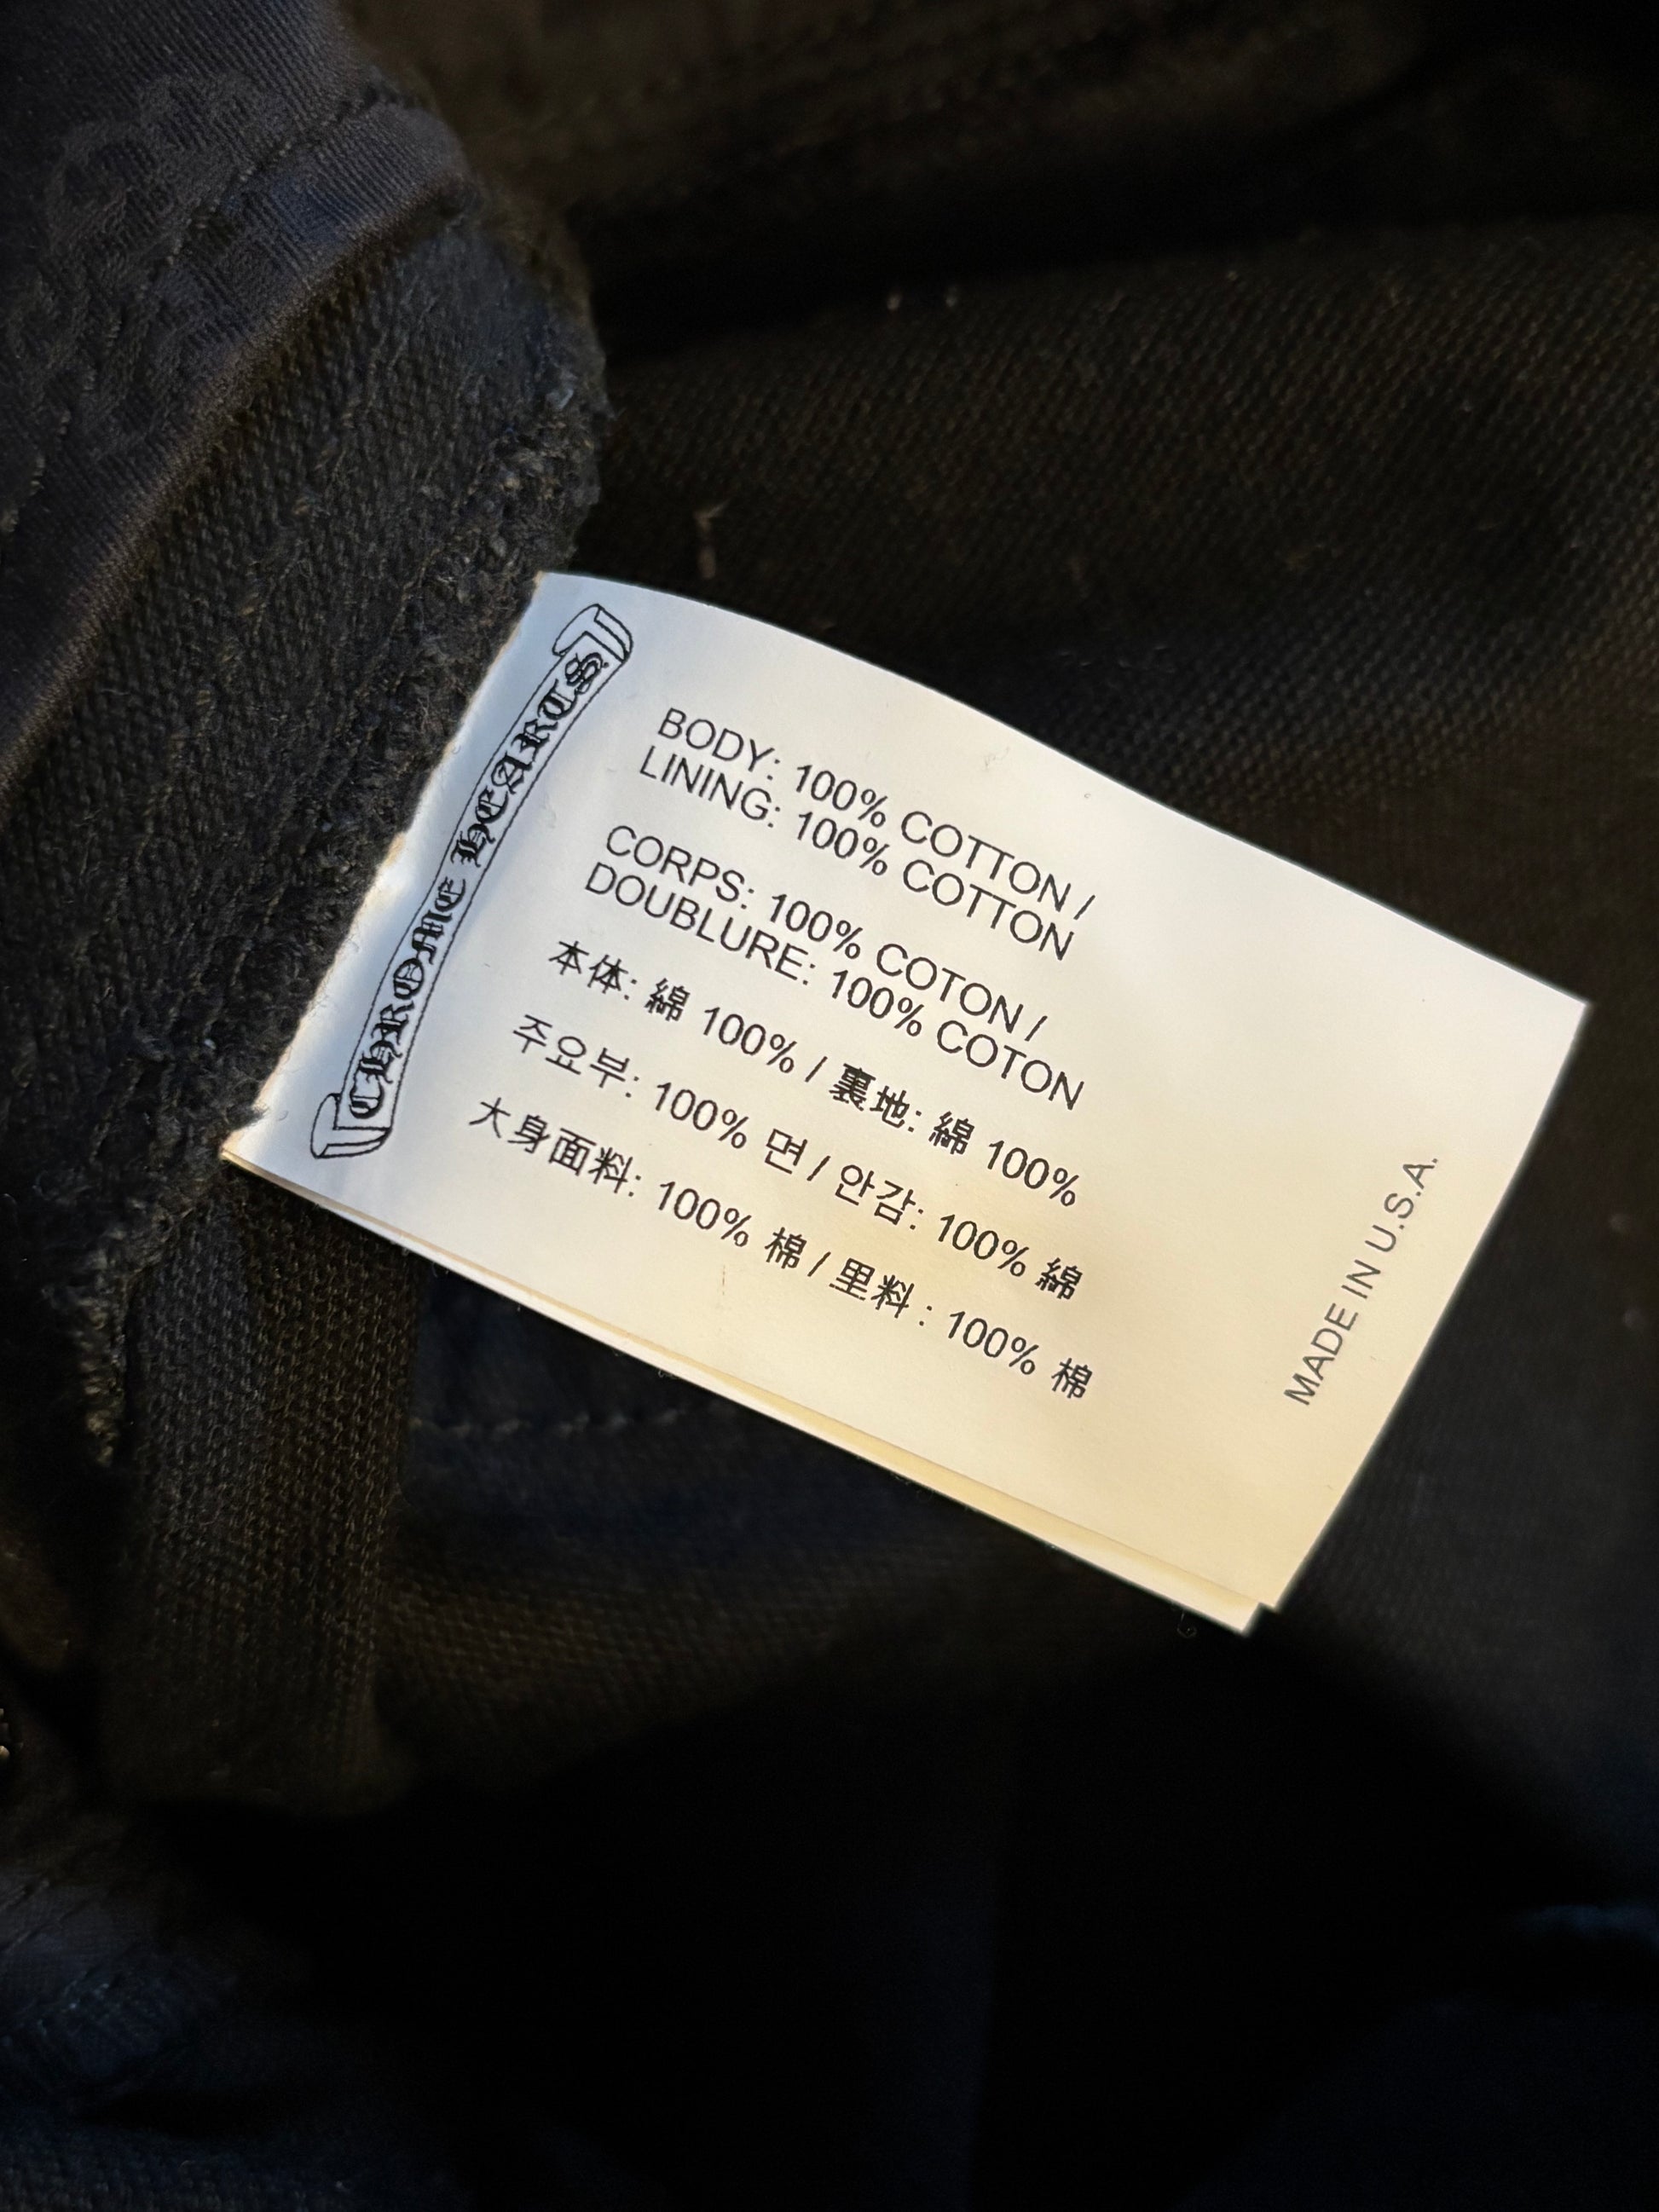 CHROME HEARTS
BODY: 100% COTTON /
LINING: 100% COTTON
CORPS: 100% COTON /
DOUBLURE: 100% COTON
本体: 綿 100% / 裏地: 綿 100%
주요부: 100% 면 / 안감: 100% 綿
大身面料: 100% 棉 / 里料 : 100% 棉
MADE IN U.S.A.